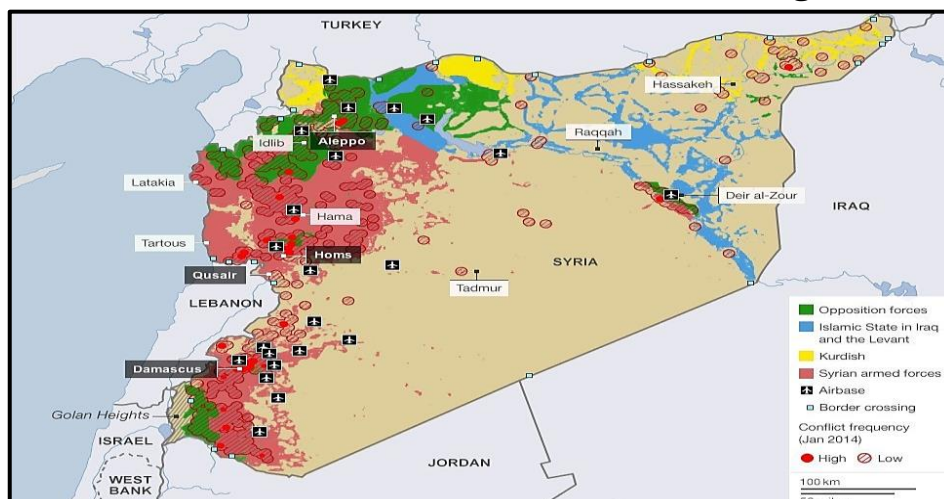 TURKEY
Hassakeh
Idlib
Aleppo
Raqqah
Latakia
Deir al-Zour
Hama
IRAQ
Tartous
Homs
SYRIA
Qusair
Tadmur
LEBANON
Damascus
Golan Heights
ISRAEL
WEST
BANK
JORDAN
Opposition forces
Islamic State in Iraq
and the Levant
Kurdish
Syrian armed forces
Airbase
Border crossing
Conflict frequency
(Jan 2014)
High
Low
100 km